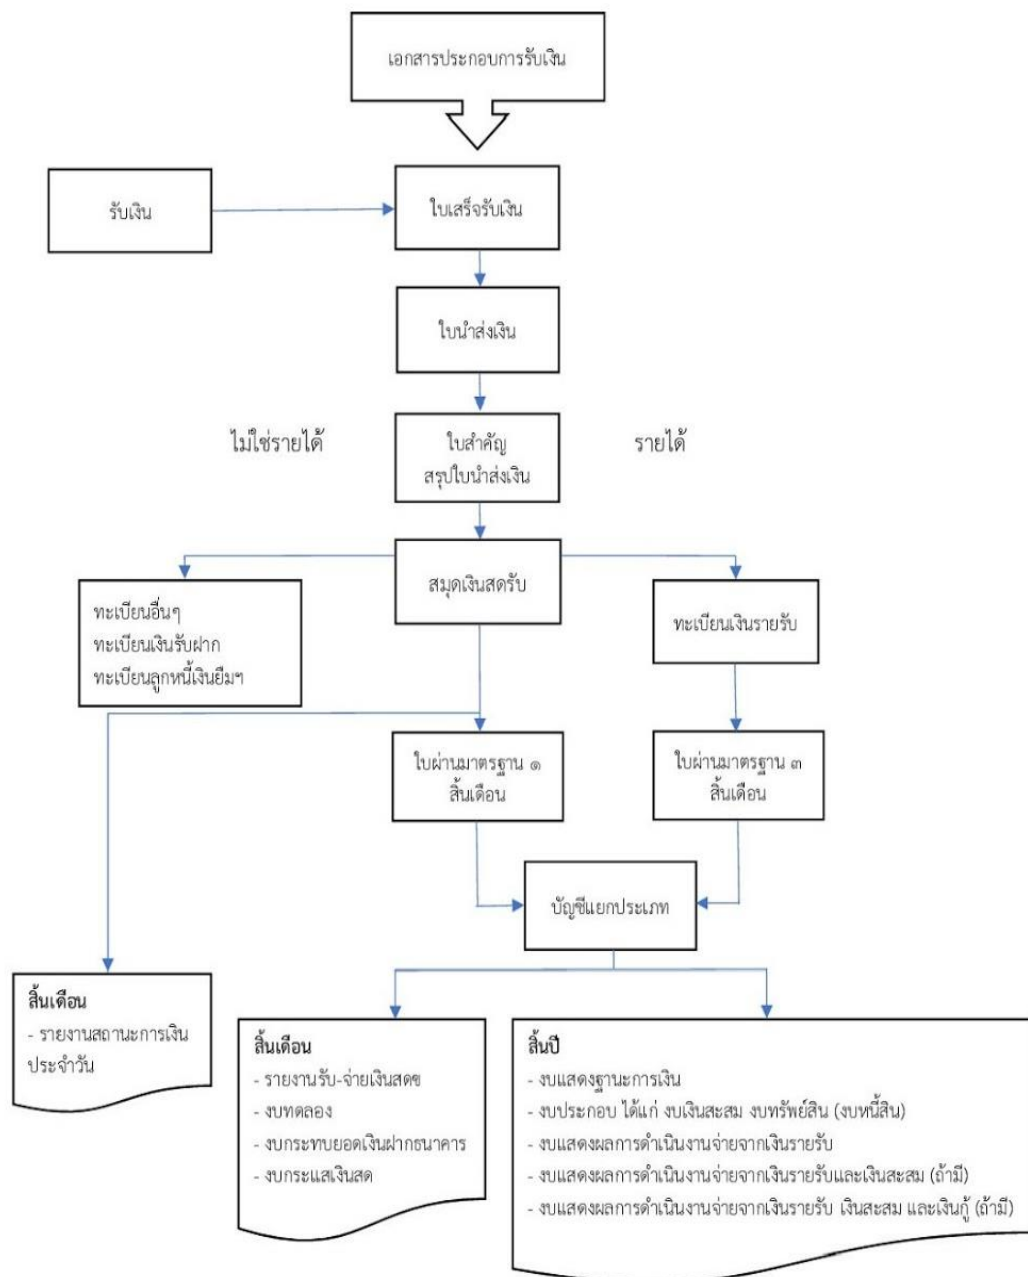 เอกสารประกอบการรับเงิน
รับเงิน
ใบเสร็จรับเงิน
ใบนำส่งเงิน
ไม่ใช่รายได้
ใบสำคัญ
สรุปใบนำส่งเงิน
รายได้
สมุดเงินสดรับ
ทะเบียนอื่นๆ
ทะเบียนเงินรับฝาก
ทะเบียนลูกหนี้เงินยืมฯ
ทะเบียนเงินรายรับ
ใบผ่านมาตรฐาน ๑
สิ้นเดือน
ใบผ่านมาตรฐาน ๓
สิ้นเดือน
บัญชีแยกประเภท
สิ้นเดือน
- รายงานสถานะการเงิน
ประจำวัน
สิ้นเดือน
- รายงานรับ-จ่ายเงินสดข
- งบทดลอง
- งบกระทบยอดเงินฝากธนาคาร
- งบกระแสเงินสด
สิ้นปี
- งบแสดงฐานะการเงิน
- งบประกอบ ได้แก่ งบเงินสะสม งบทรัพย์สิน (งบหนี้สิน)
- งบแสดงผลการดำเนินงานจ่ายจากเงินรายรับ
- งบแสดงผลการดำเนินงานจ่ายจากเงินรายรับและเงินสะสม (ถ้ามี)
- งบแสดงผลการดำเนินงานจ่ายจากเงินรายรับ เงินสะสม และเงินกู้ (ถ้ามี)